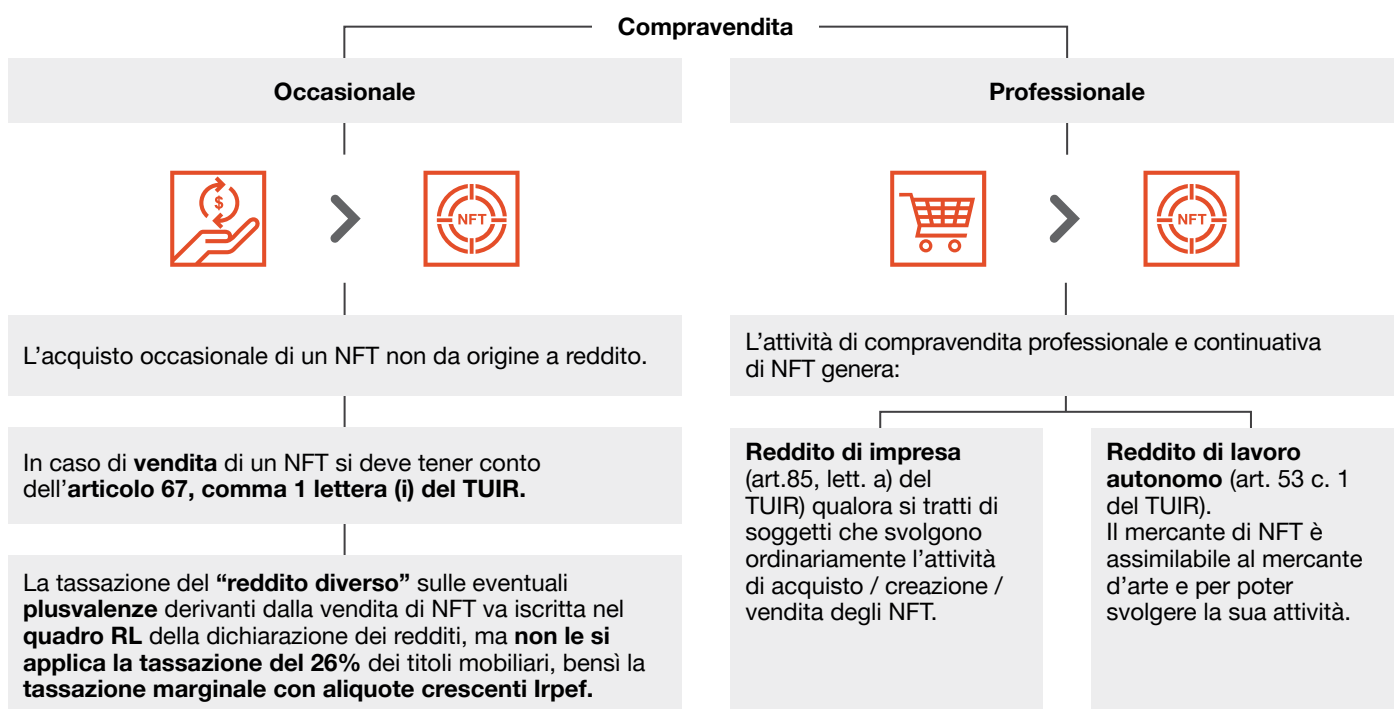 Compravendita
Occasionale
$
NFT
L'acquisto occasionale di un NFT non da origine a reddito.
In caso di vendita di un NFT si deve tener conto
dell'articolo 67, comma 1 lettera (i) del TUIR.
La tassazione del "reddito diverso" sulle eventuali
plusvalenze derivanti dalla vendita di NFT va iscritta nel
quadro RL della dichiarazione dei redditi, ma non le si
applica la tassazione del 26% dei titoli mobiliari, bensì la
tassazione marginale con aliquote crescenti Irpef.
Professionale
NFT
L'attività di compravendita professionale e continuativa
di NFT genera:
Reddito di impresa
(art.85, lett. a) del
TUIR) qualora si tratti di
soggetti che svolgono
ordinariamente l'attività
di acquisto / creazione /
vendita degli NFT.
Reddito di lavoro
autonomo (art. 53 c. 1
del TUIR).
Il mercante di NFT è
assimilabile al mercante
d'arte e per poter
svolgere la sua attività.